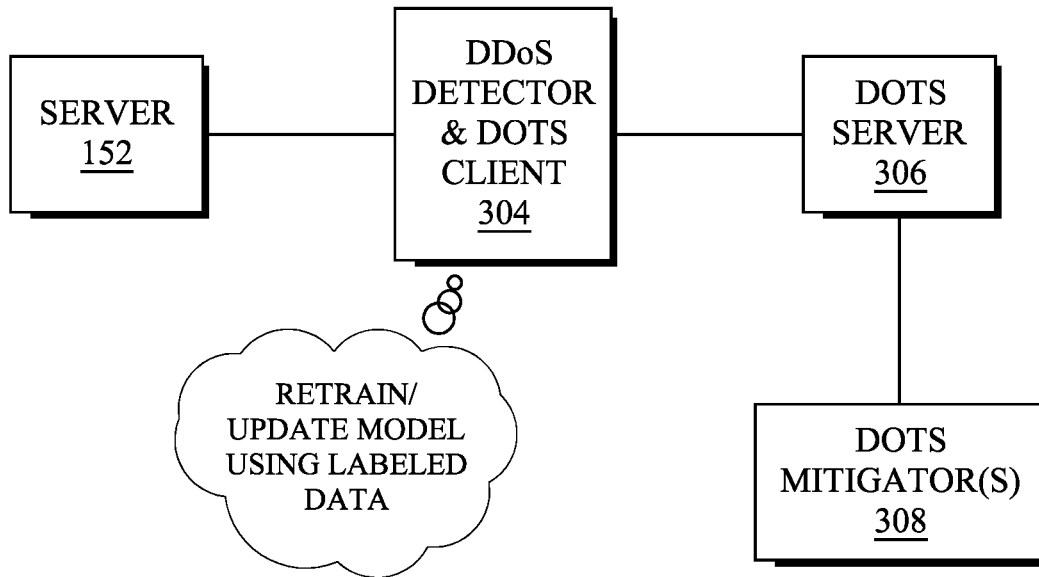 SERVER
152
DDoS
DETECTOR
& DOTS
CLIENT
304
DOTS
SERVER
306
RETRAIN/
UPDATE MODEL
USING LABELED
DATA
DOTS
MITIGATOR(S)
308